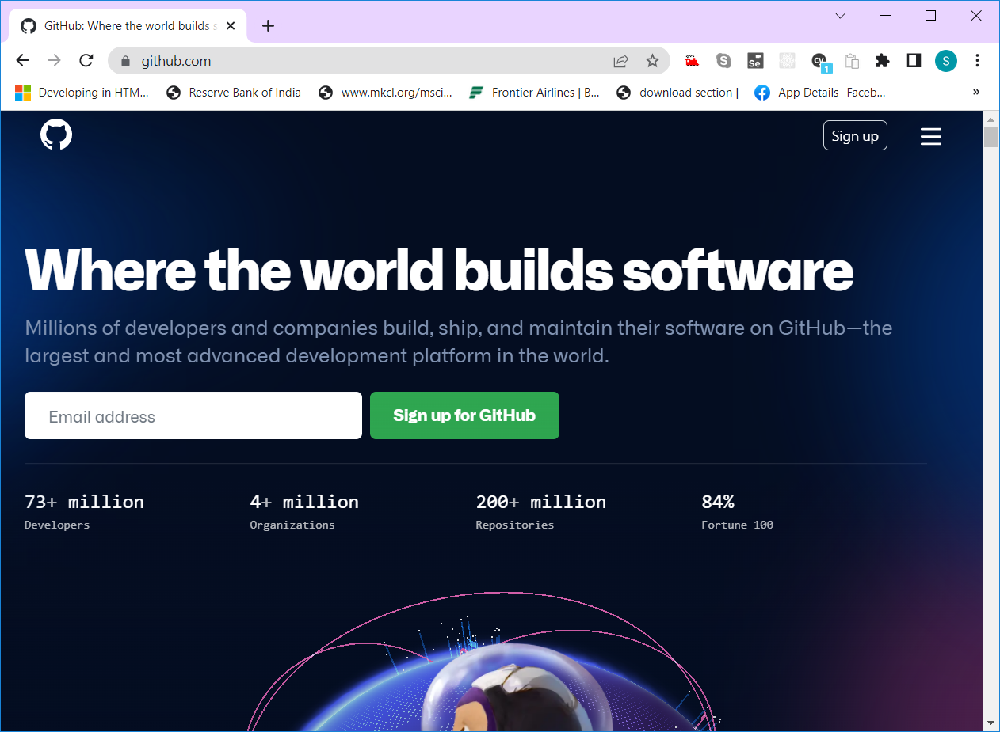 GitHub: Where the world builds s
github.com
Se
cy
1
S
Developing in HTM...
Reserve Bank of India
www.mkcl.org/msci...
Frontier Airlines | B...
download section |
App Details- Faceb...
»
Sign up
Where the world builds software
Millions of developers and companies build, ship, and maintain their software on GitHub—the
largest and most advanced development platform in the world.
Email address
Sign up for GitHub
73+ million
4+ million
200+ million
84%
Developers
Organizations
Repositories
Fortune 100